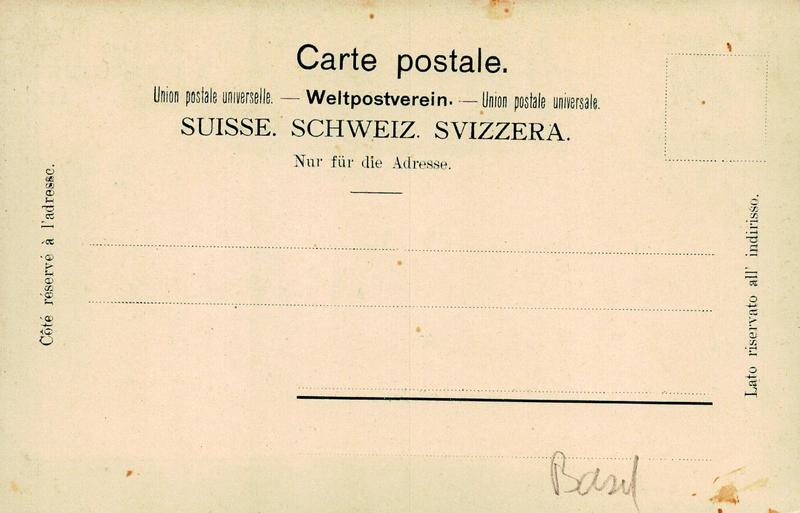 Carte postale.
Union postale universelle. — Weltpostverein. — Union postale universale.
SUISSE. SCHWEIZ. SVIZZERA.
Nur für die Adresse.
Côté réservé à l'adresse.
Lato riservato all' indirisso.
Basel